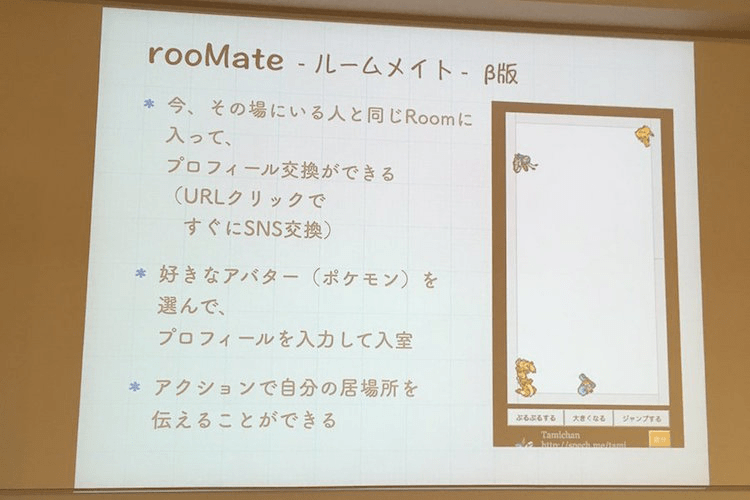 rooMate - ルームメイト - β版
* 今、その場にいる人と同じRoomに
入って、
プロフィール交換ができる
（URLクリックで
すぐにSNS交換）
* 好きなアバター（ポケモン）を
選んで、
プロフィールを入力して入室
* アクションで自分の居場所を
伝えることができる
ぷるぷるする 大きくなる ジャンプする
Tamichan
http://spech.me/tami